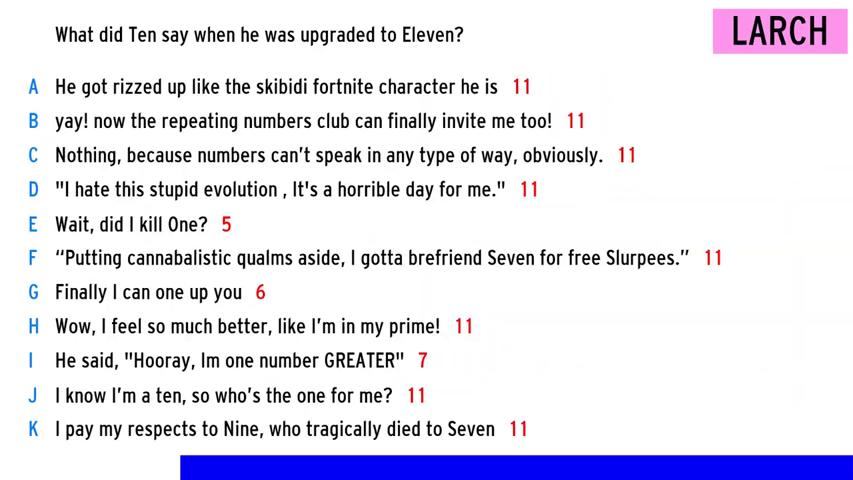 What did Ten say when he was upgraded to Eleven?
LARCH
A He got rizzed up like the skibidi fortnite character he is 11
B yay! now the repeating numbers club can finally invite me too! 11
C Nothing, because numbers can't speak in any type of way, obviously. 11
D "I hate this stupid evolution , It's a horrible day for me." 11
E Wait, did I kill One? 5
F “Putting cannabalistic qualms aside, I gotta brefriend Seven for free Slurpees.” 11
G Finally I can one up you 6
H Wow, I feel so much better, like I'm in my prime! 11
I He said, "Hooray, Im one number GREATER" 7
J I know I'm a ten, so who's the one for me? 11
K I pay my respects to Nine, who tragically died to Seven 11